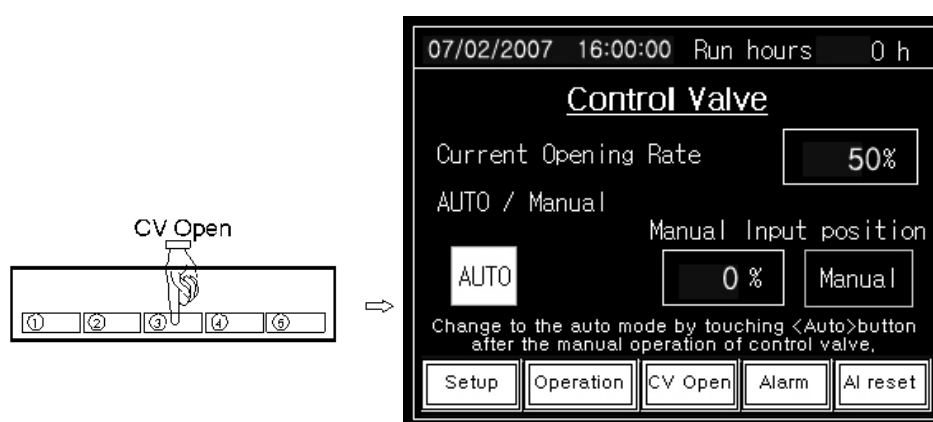 CV Open
① ② ③ ④ ⑤
07/02/2007 16:00:00 Run hours 0 h
Control Valve
Current Opening Rate 50%
AUTO / Manual
Manual Input position
AUTO 0 % Manual
Change to the auto mode by touching <Auto>button
after the manual operation of control valve,
Setup Operation CV Open Alarm Al reset